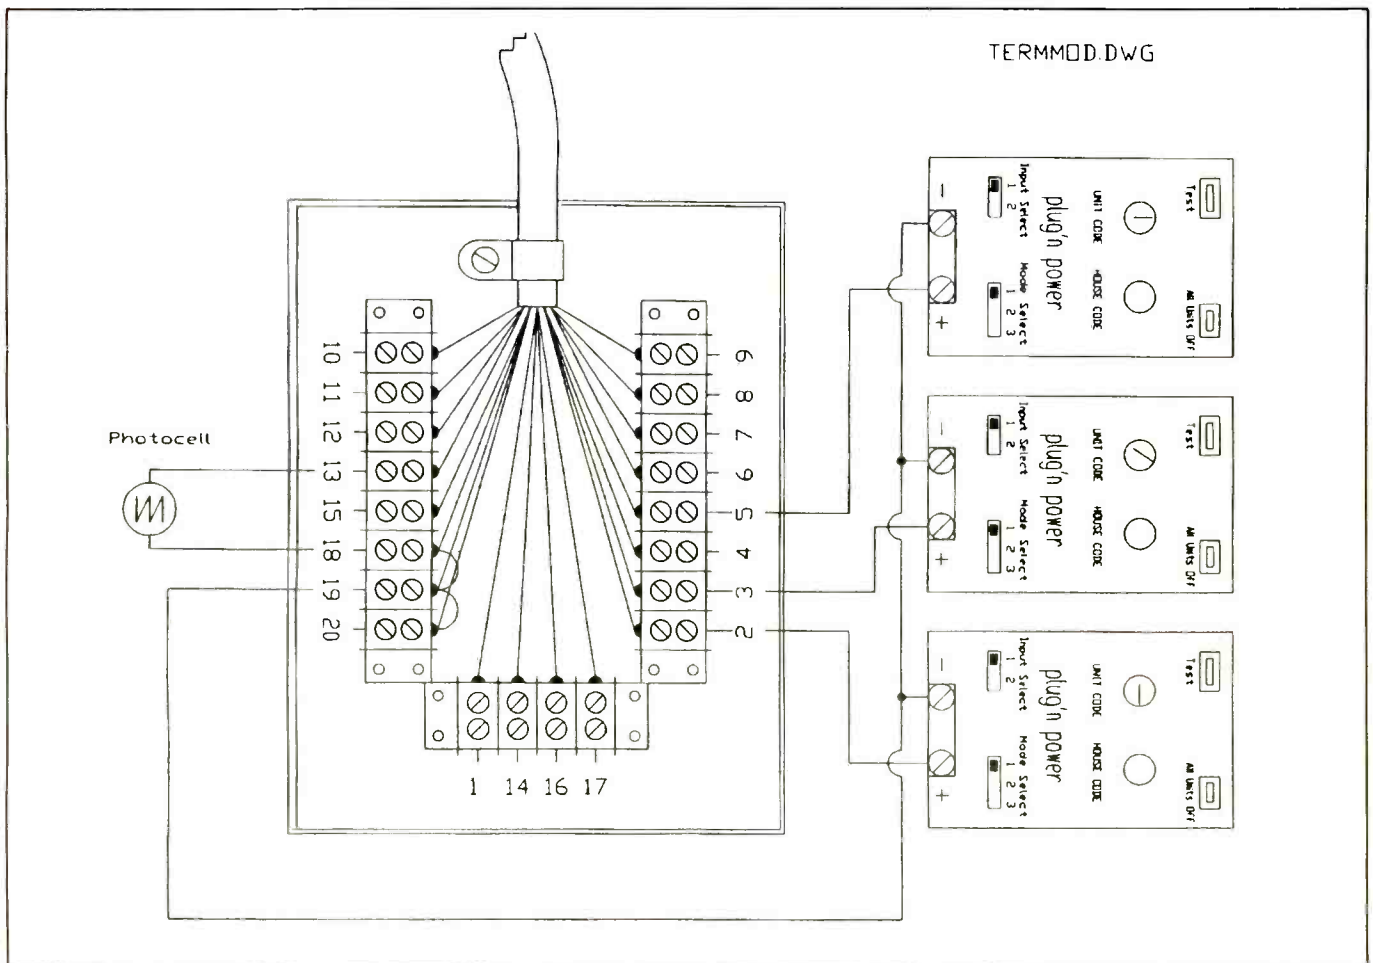 TERMMOD.DWG
Photocell
10
11
12
13
15
18
19
20
9
8
7
6
5
4
3
2
1 14 16 17
- +
Input Select
1 2
Mode Select
1 2 3
plug'n power
UNIT CODE
HOUSE CODE
Test
All Units Off
- +
Input Select
1 2
Mode Select
1 2 3
plug'n power
UNIT CODE
HOUSE CODE
Test
All Units Off
- +
Input Select
1 2
Mode Select
1 2 3
plug'n power
UNIT CODE
HOUSE CODE
Test
All Units Off